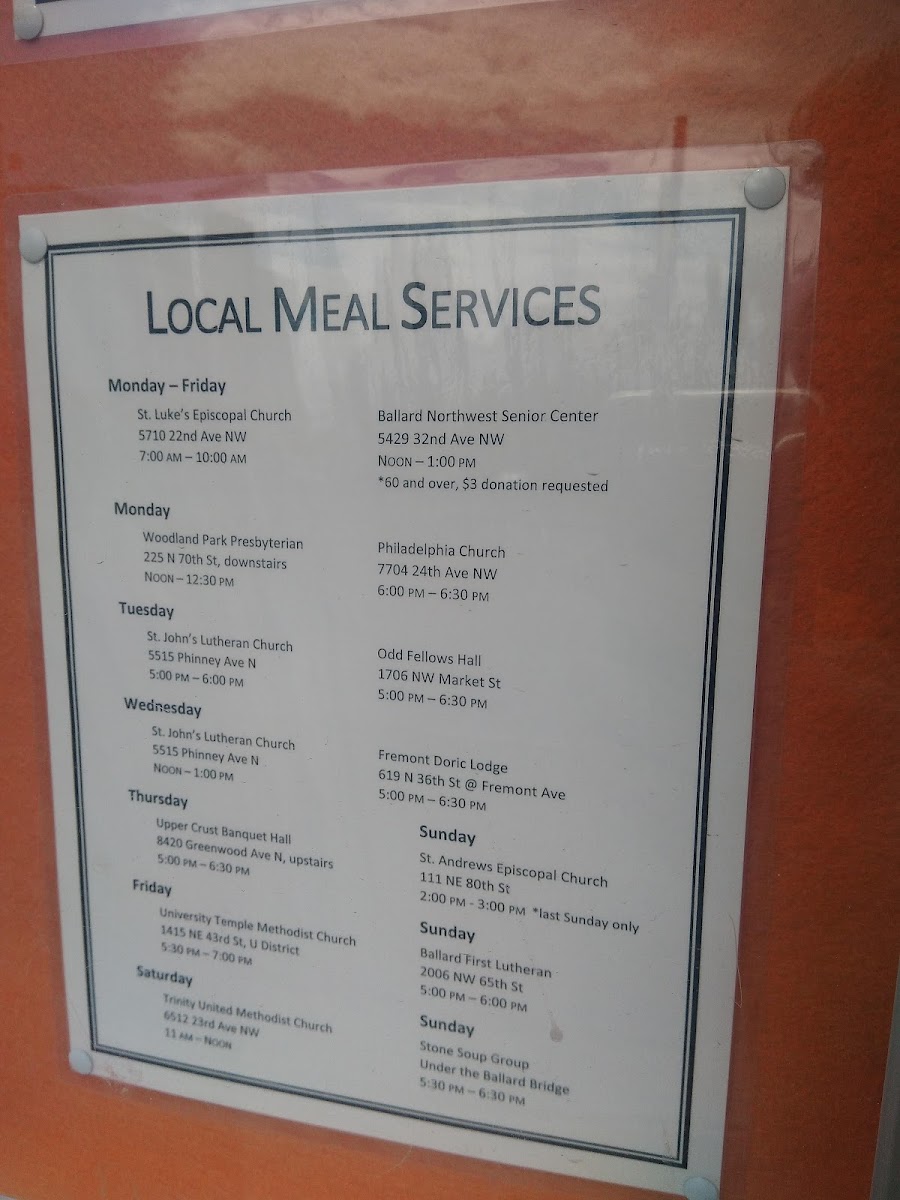 LOCAL MEAL SERVICES
Monday – Friday
St. Luke's Episcopal Church
5710 22nd Ave NW
7:00 AM – 10:00 AM
Ballard Northwest Senior Center
5429 32nd Ave NW
NOON – 1:00 PM
*60 and over, $3 donation requested
Monday
Woodland Park Presbyterian
225 N 70th St, downstairs
NOON – 12:30 PM
Philadelphia Church
7704 24th Ave NW
6:00 PM – 6:30 PM
Tuesday
St. John's Lutheran Church
5515 Phinney Ave N
5:00 PM – 6:00 PM
Odd Fellows Hall
1706 NW Market St
5:00 PM – 6:30 PM
Wednesday
St. John's Lutheran Church
5515 Phinney Ave N
NOON – 1:00 PM
Fremont Doric Lodge
619 N 36th St @ Fremont Ave
5:00 PM – 6:30 PM
Thursday
Upper Crust Banquet Hall
8420 Greenwood Ave N, upstairs
5:00 PM – 6:30 PM
Friday
University Temple Methodist Church
1415 NE 43rd St, U District
5:30 PM – 7:00 PM
Saturday
Trinity United Methodist Church
6512 23rd Ave NW
11 AM – NOON
Sunday
St. Andrews Episcopal Church
111 NE 80th St
2:00 PM - 3:00 PM *last Sunday only
Sunday
Ballard First Lutheran
2006 NW 65th St
5:00 PM – 6:00 PM
Sunday
Stone Soup Group
Under the Ballard Bridge
5:30 PM – 6:30 PM